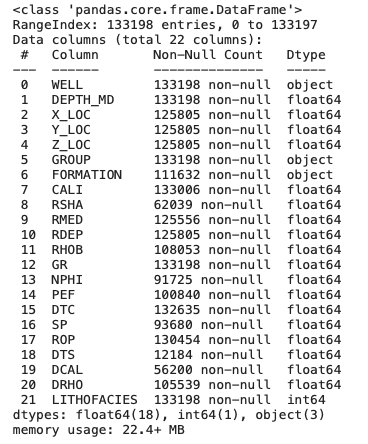 <class 'pandas.core.frame.DataFrame'>
RangeIndex: 133198 entries, 0 to 133197
Data columns (total 22 columns):
 #   Column       Non-Null Count   Dtype
---  ------       --------------   -----
 0   WELL         133198 non-null  object
 1   DEPTH_MD     133198 non-null  float64
 2   X_LOC        125805 non-null  float64
 3   Y_LOC        125805 non-null  float64
 4   Z_LOC        125805 non-null  float64
 5   GROUP        133198 non-null  object
 6   FORMATION    111632 non-null  object
 7   CALI         133006 non-null  float64
 8   RSHA         62039 non-null   float64
 9   RMED         125556 non-null  float64
 10  RDEP         125805 non-null  float64
 11  RHOB         108053 non-null  float64
 12  GR           133198 non-null  float64
 13  NPHI         91725 non-null   float64
 14  PEF          100840 non-null  float64
 15  DTC          132635 non-null  float64
 16  SP           93680 non-null   float64
 17  ROP          130454 non-null  float64
 18  DTS          12184 non-null   float64
 19  DCAL         56200 non-null   float64
 20  DRHO         105539 non-null  float64
 21  LITHOFACIES  133198 non-null  int64
dtypes: float64(18), int64(1), object(3)
memory usage: 22.4+ MB